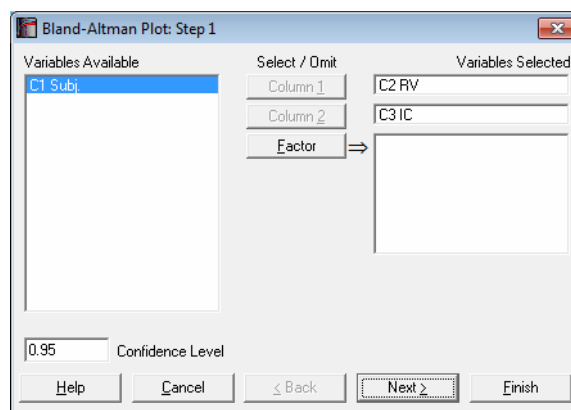 Bland-Altman Plot: Step 1
Variables Available
Select / Omit
Variables Selected
C1 Subj.
Column 1
C2 RV
Column 2
C3 IC
Factor
0.95 Confidence Level
Help
Cancel
< Back
Next >
Finish